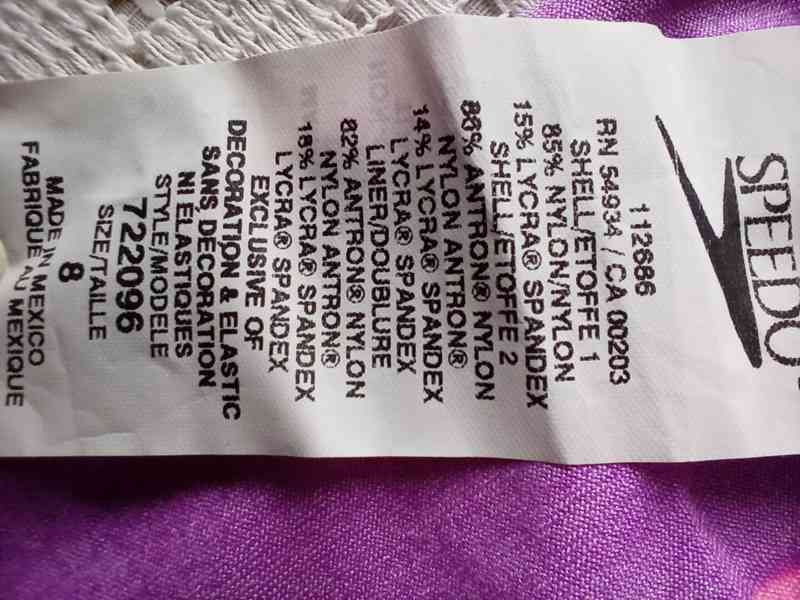 SPEEDO
112686
RN 54934 / CA 00203
SHELL/ETOFFE 1
85% NYLON/NYLON
15% LYCRA® SPANDEX
SHELL/ETOFFE 2
86% ANTRON® NYLON
NYLON ANTRON®
14% LYCRA® SPANDEX
LYCRA® SPANDEX
LINER/DOUBLURE
82% ANTRON® NYLON
NYLON ANTRON®
18% LYCRA® SPANDEX
LYCRA® SPANDEX
EXCLUSIVE OF
DECORATION & ELASTIC
SANS DECORATION
NI ELASTIQUES
STYLE/MODELE
722096
SIZE/TAILLE
8
MADE IN MEXICO
FABRIQUE AU MEXIQUE